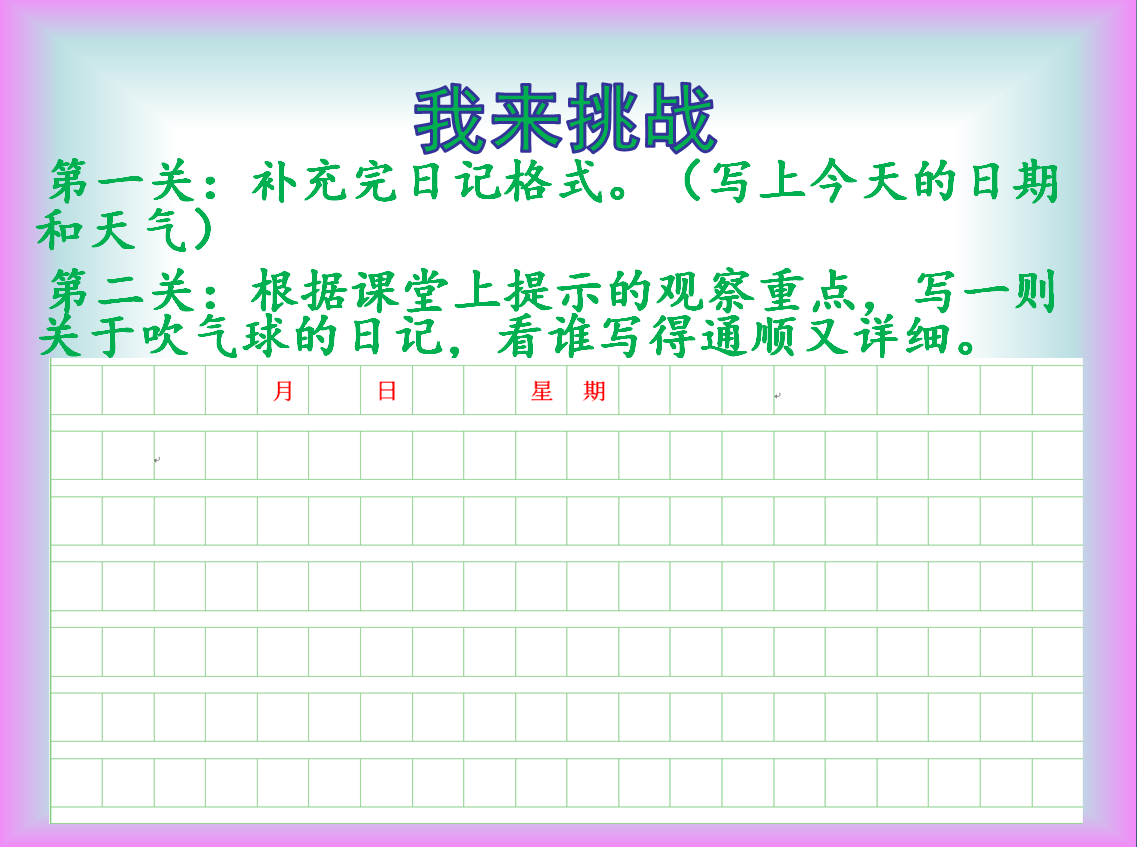 我来挑战
第一关：补充完日记格式。（写上今天的日期
和天气）
第二关：根据课堂上提示的观察重点，写一则
关于吹气球的日记，看谁写得通顺又详细。
月 日 星 期